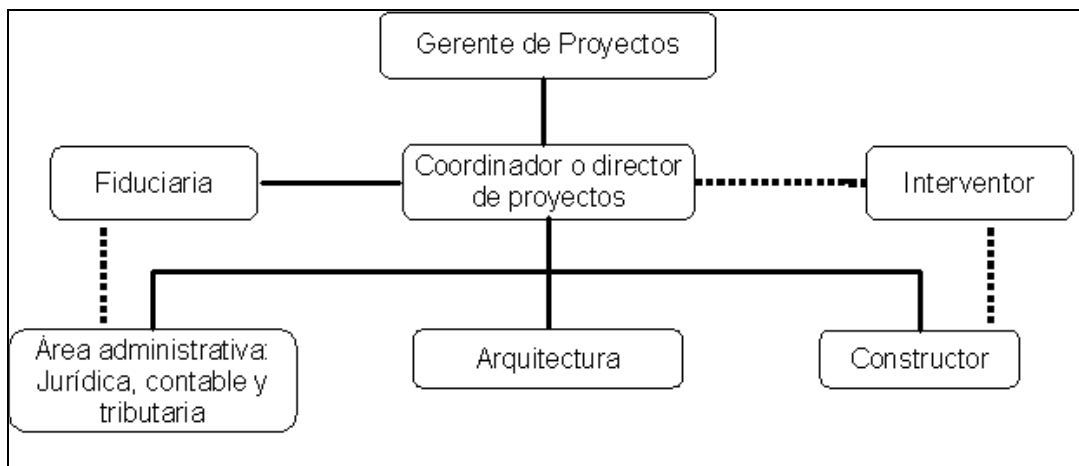 Gerente de Proyectos
Fiduciaria
Coordinador o director
de proyectos
Interventor
Área administrativa:
Jurídica, contable y
tributaria
Arquitectura
Constructor